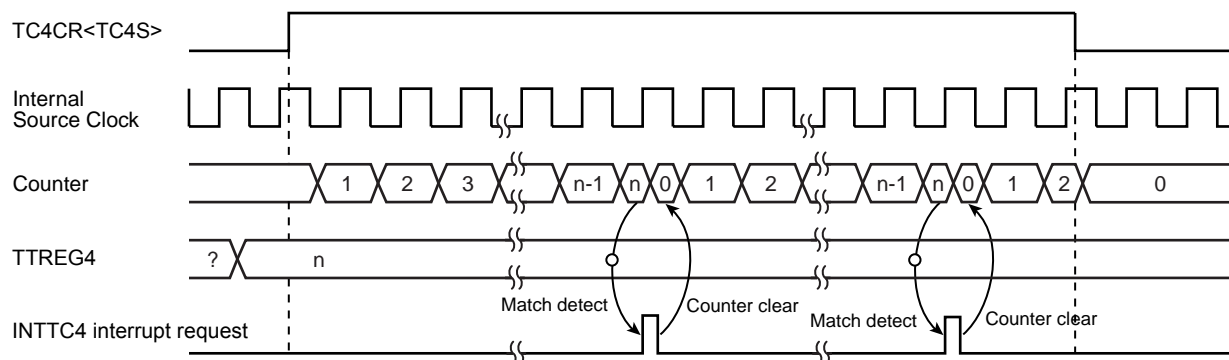 TC4CR<TC4S>
Internal
Source Clock
Counter
1 2 3 n-1 n 0 1 2 n-1 n 0 1 2 0
TTREG4
? n
Match detect Counter clear Match detect Counter clear
INTTC4 interrupt request